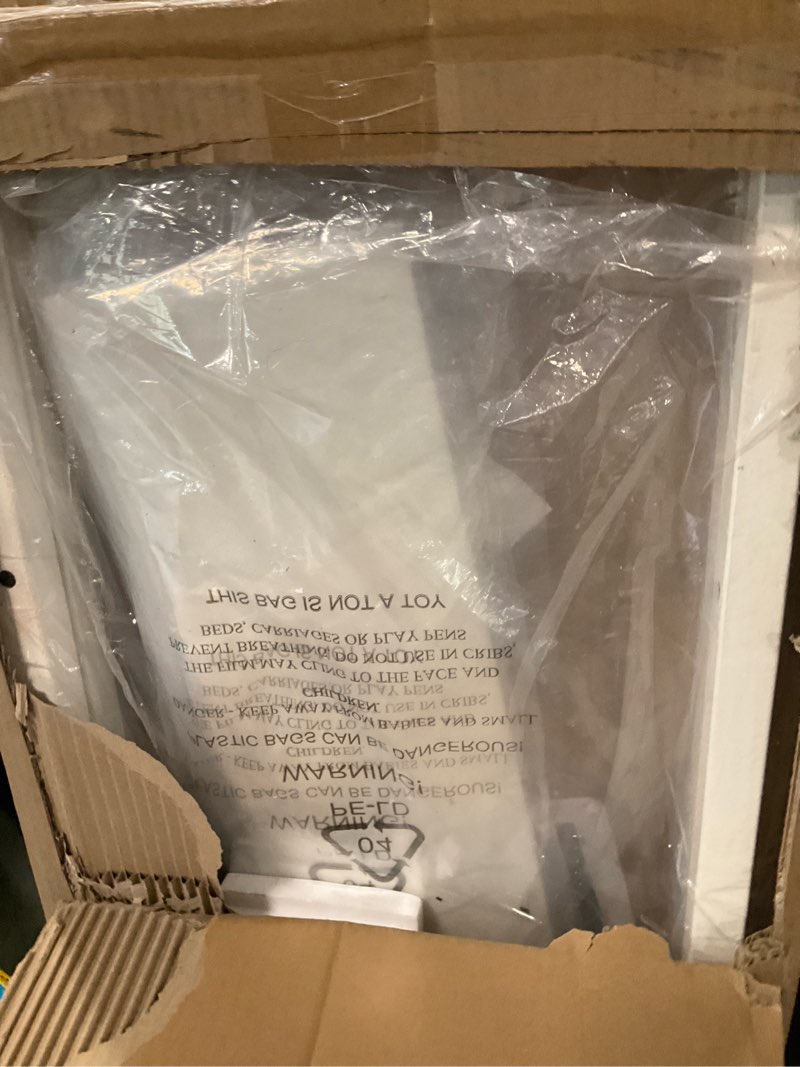 04
PE-LD
WARNING!
PLASTIC BAGS CAN BE DANGEROUS!
DANGER- KEEP AWAY FROM BABIES AND SMALL
CHILDREN
THE FILM MAY CLING TO THE FACE AND
PREVENT BREATHING DO NOT USE IN CRIBS,
BEDS, CARRIAGES OR PLAY PENS
THIS BAG IS NOT A TOY